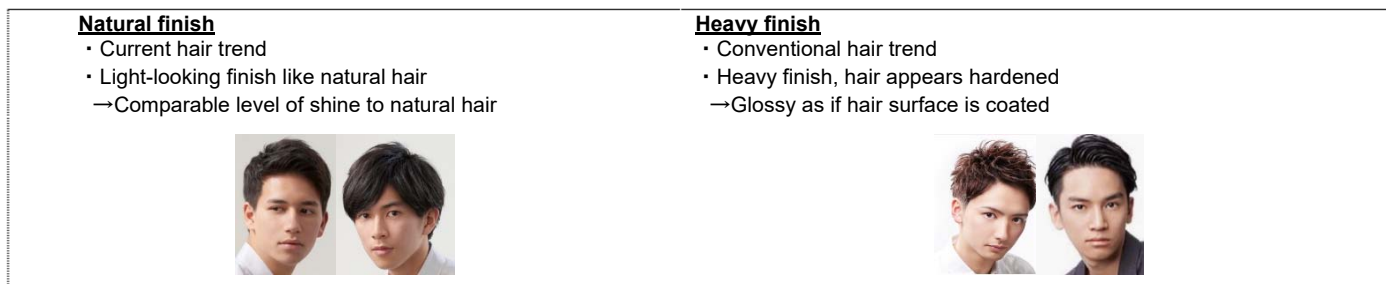 Natural finish
・Current hair trend
・Light-looking finish like natural hair
→Comparable level of shine to natural hair
Heavy finish
・Conventional hair trend
・Heavy finish, hair appears hardened
→Glossy as if hair surface is coated